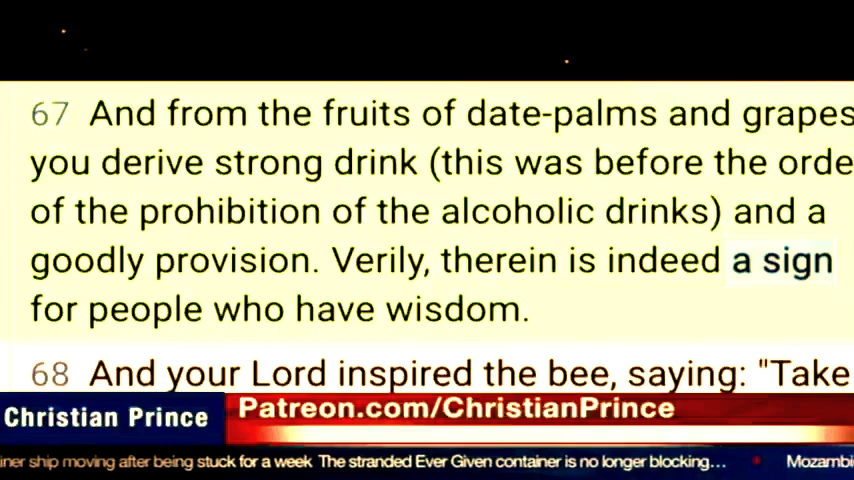 67 And from the fruits of date-palms and grapes
you derive strong drink (this was before the orde
of the prohibition of the alcoholic drinks) and a
goodly provision. Verily, therein is indeed a sign
for people who have wisdom.
68 And your Lord inspired the bee, saying: "Take
Christian Prince
Patreon.com/ChristianPrince
iner ship moving after being stuck for a week The stranded Ever Given container is no longer blocking... Mozambi